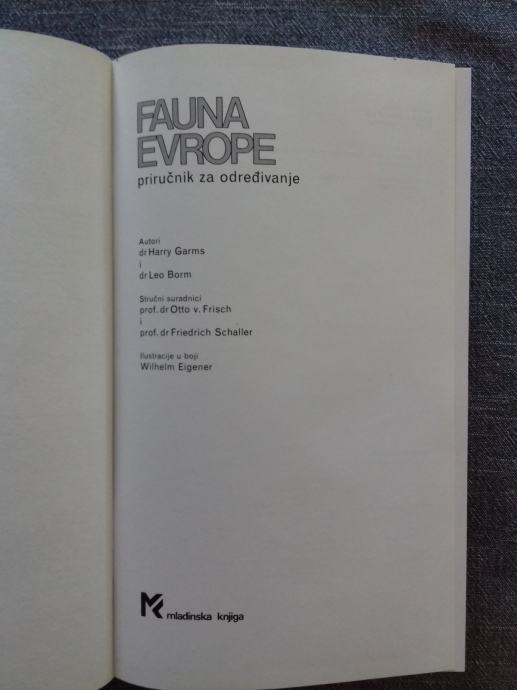 FAUNA
EVROPE
priručnik za određivanje
Autori
dr Harry Garms
i
dr Leo Borm
Stručni suradnici
prof. dr Otto v. Frisch
i
prof. dr Friedrich Schaller
Ilustracije u boji
Wilhelm Eigener
mladinska knjiga